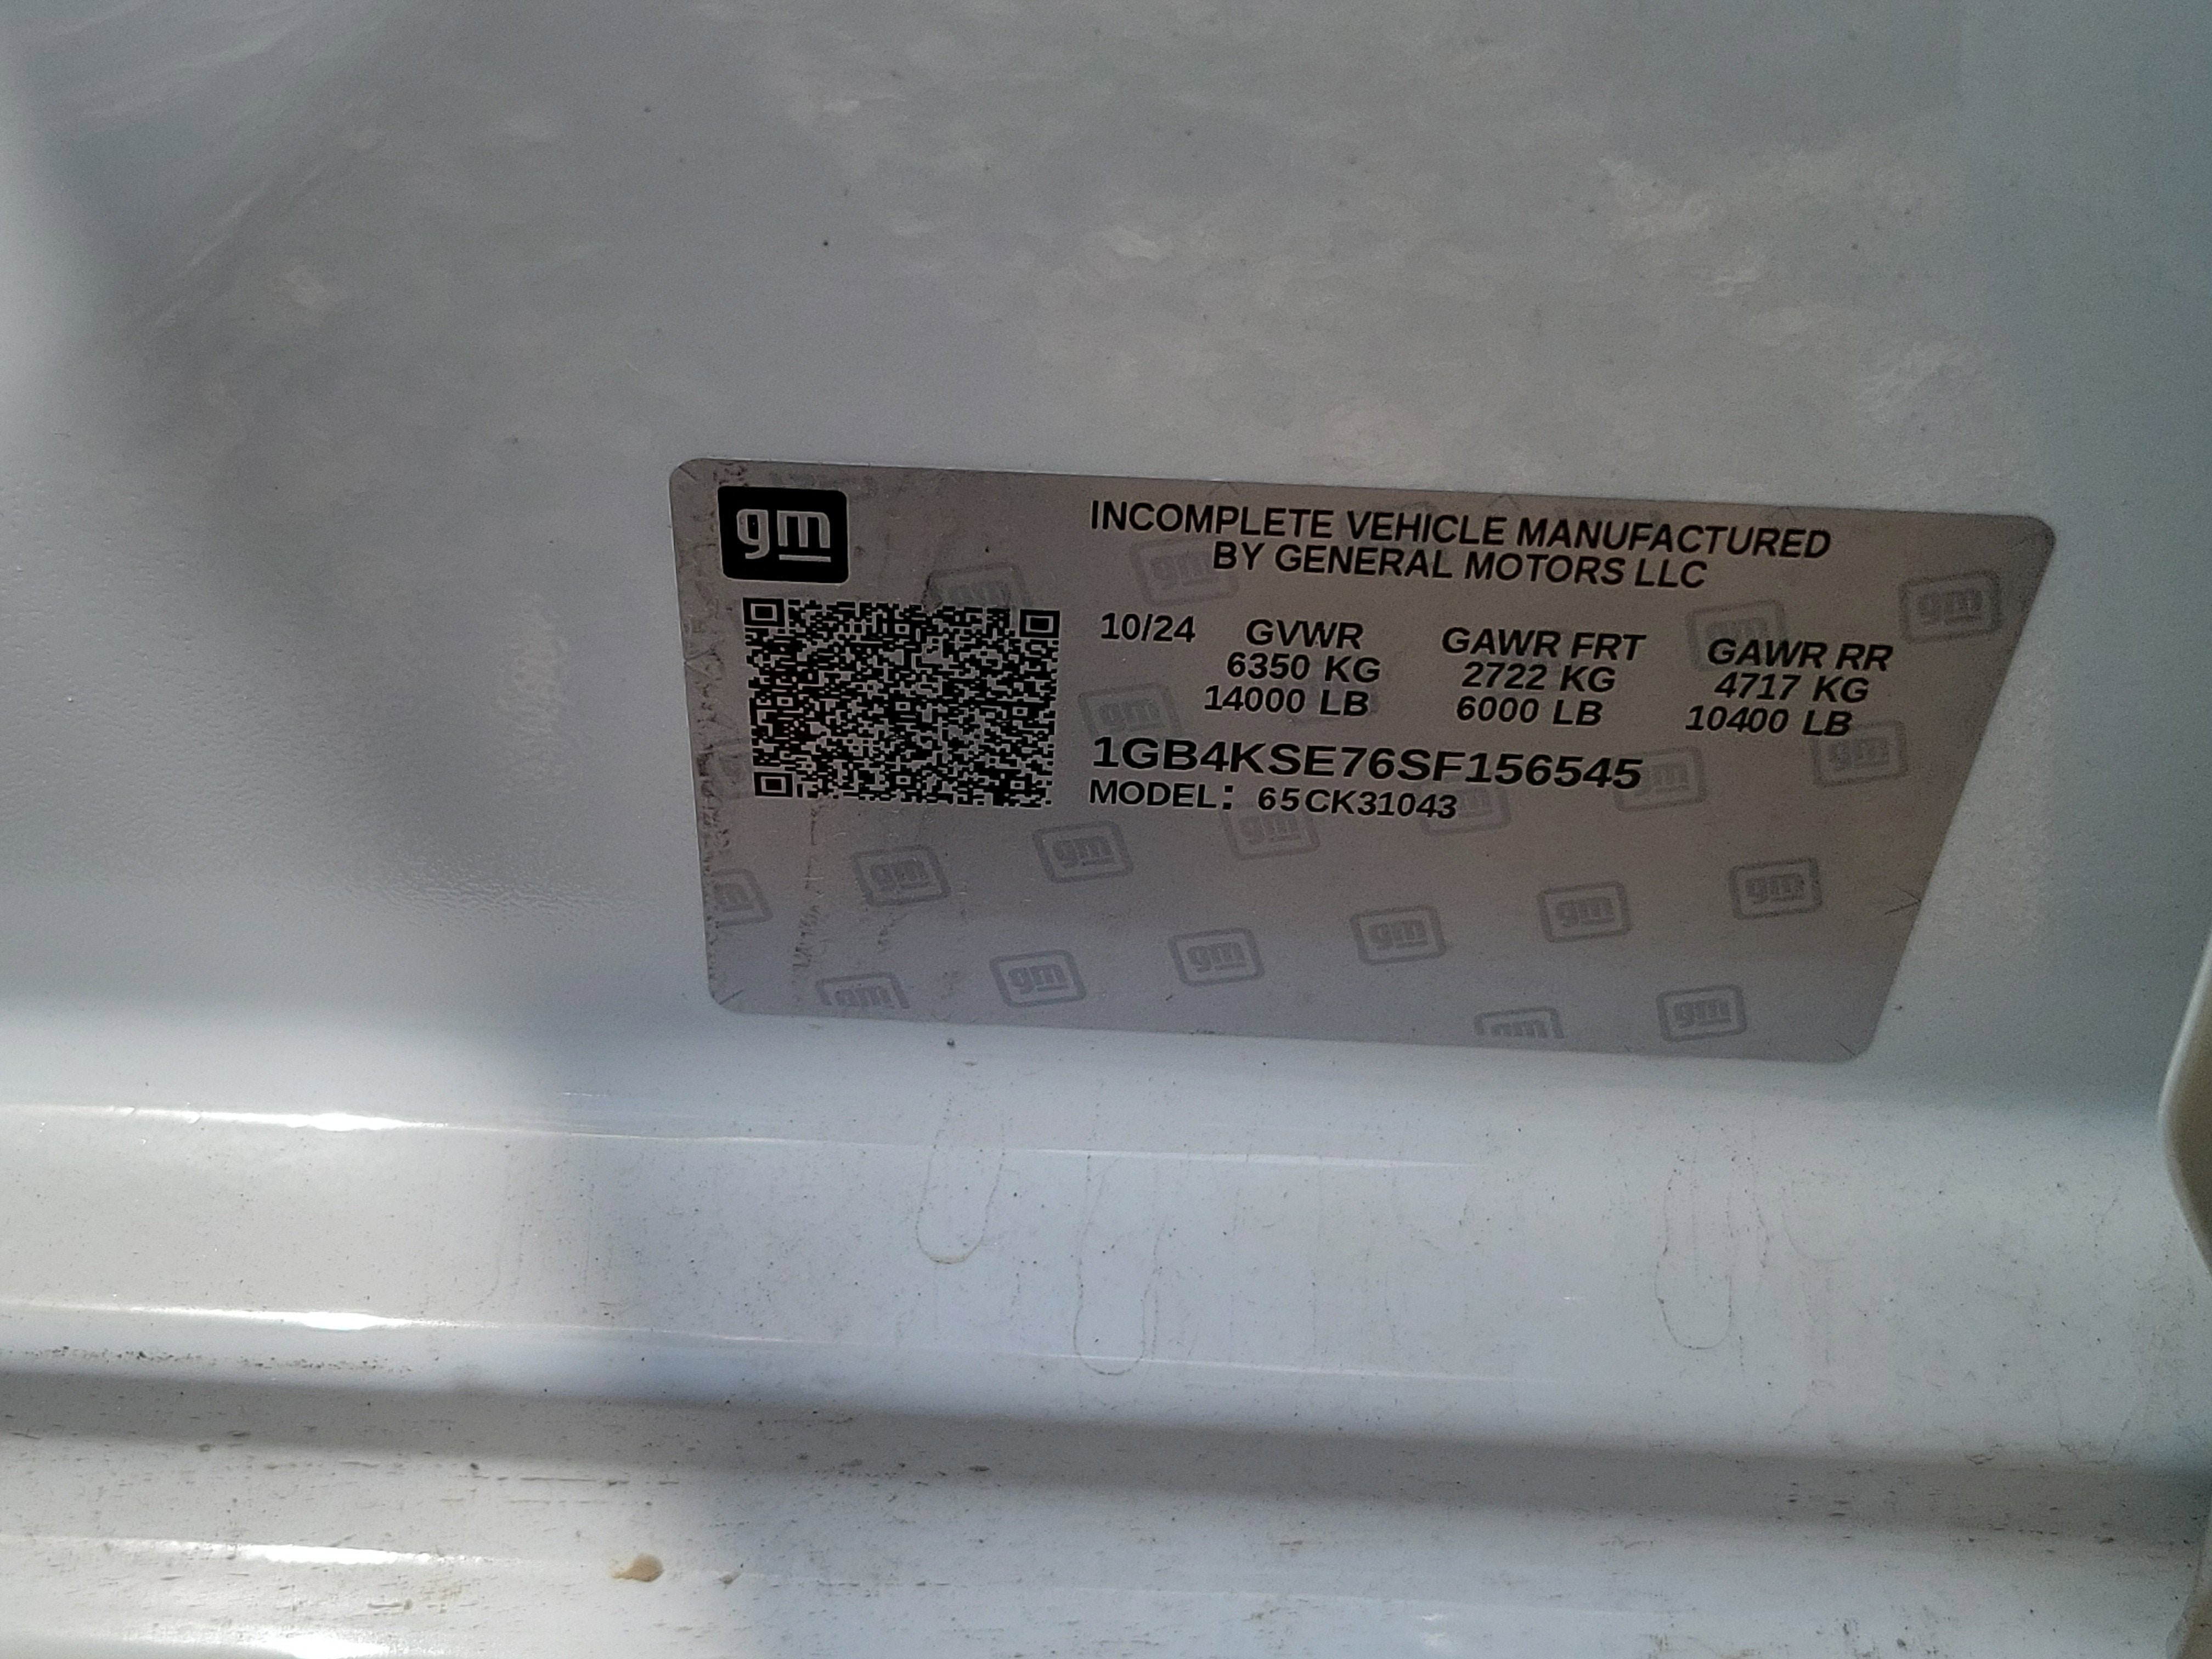 gm
INCOMPLETE VEHICLE MANUFACTURED
BY GENERAL MOTORS LLC
10/24 GVWR GAWR FRT GAWR RR
6350 KG 2722 KG 4717 KG
14000 LB 6000 LB 10400 LB
1GB4KSE76SF156545
MODEL: 65CK31043